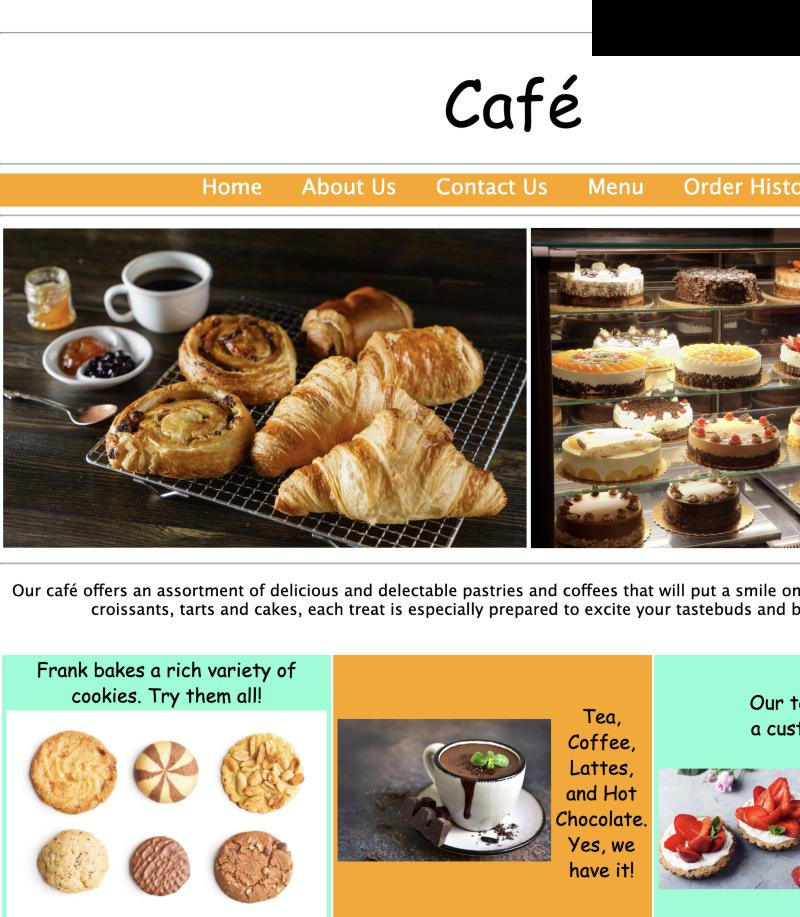 Café
Home About Us Contact Us Menu Order
Our café offers an assortment of delicious and delectable pastries and coffees that will put a smile on
croissants, tarts and cakes, each treat is especially prepared to excite your tastebuds and
Frank bakes a rich variety of
cookies. Try them all!
Tea,
Coffee,
Lattes,
and Hot
Chocolate.
Yes, we
have it!
Our
a